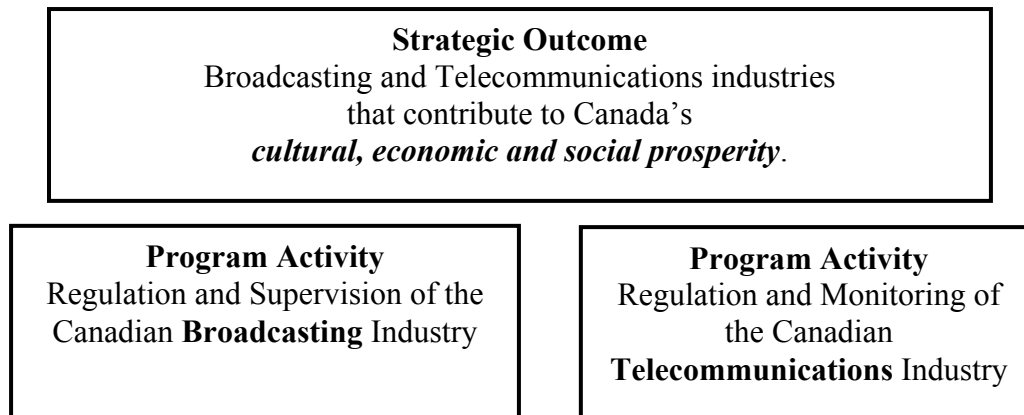 Strategic Outcome
Broadcasting and Telecommunications industries
that contribute to Canada's
cultural, economic and social prosperity.
Program Activity
Regulation and Supervision of the
Canadian Broadcasting Industry
Program Activity
Regulation and Monitoring of
the Canadian
Telecommunications Industry